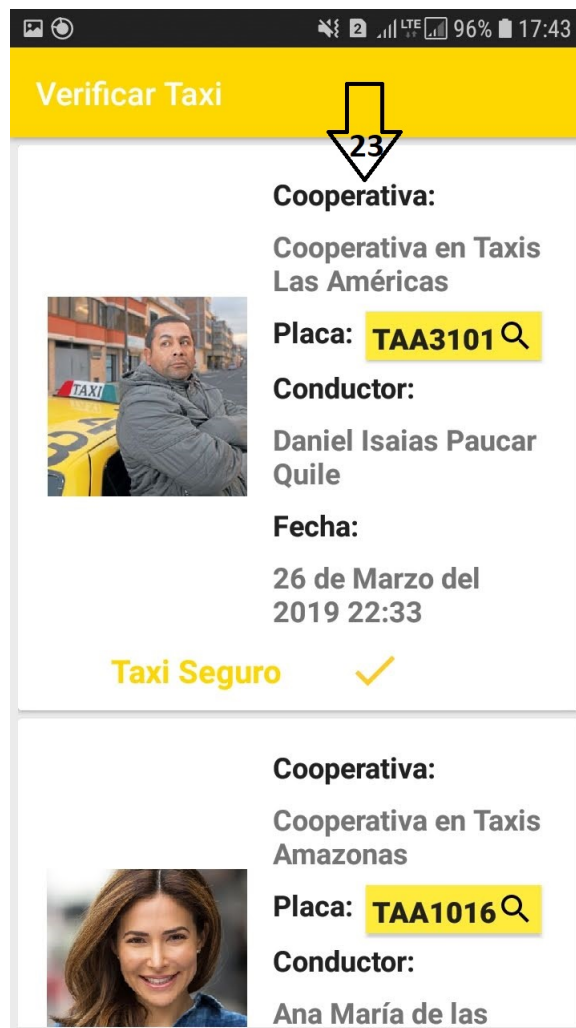 2 LTE 96% 17:43
Verificar Taxi
23
Cooperativa:
Cooperativa en Taxis
Las Américas
Placa: TAA3101
Conductor:
Daniel Isaias Paucar
Quile
Fecha:
26 de Marzo del
2019 22:33
TAXI
Taxi Seguro
Cooperativa:
Cooperativa en Taxis
Amazonas
Placa: TAA1016
Conductor:
Ana María de las